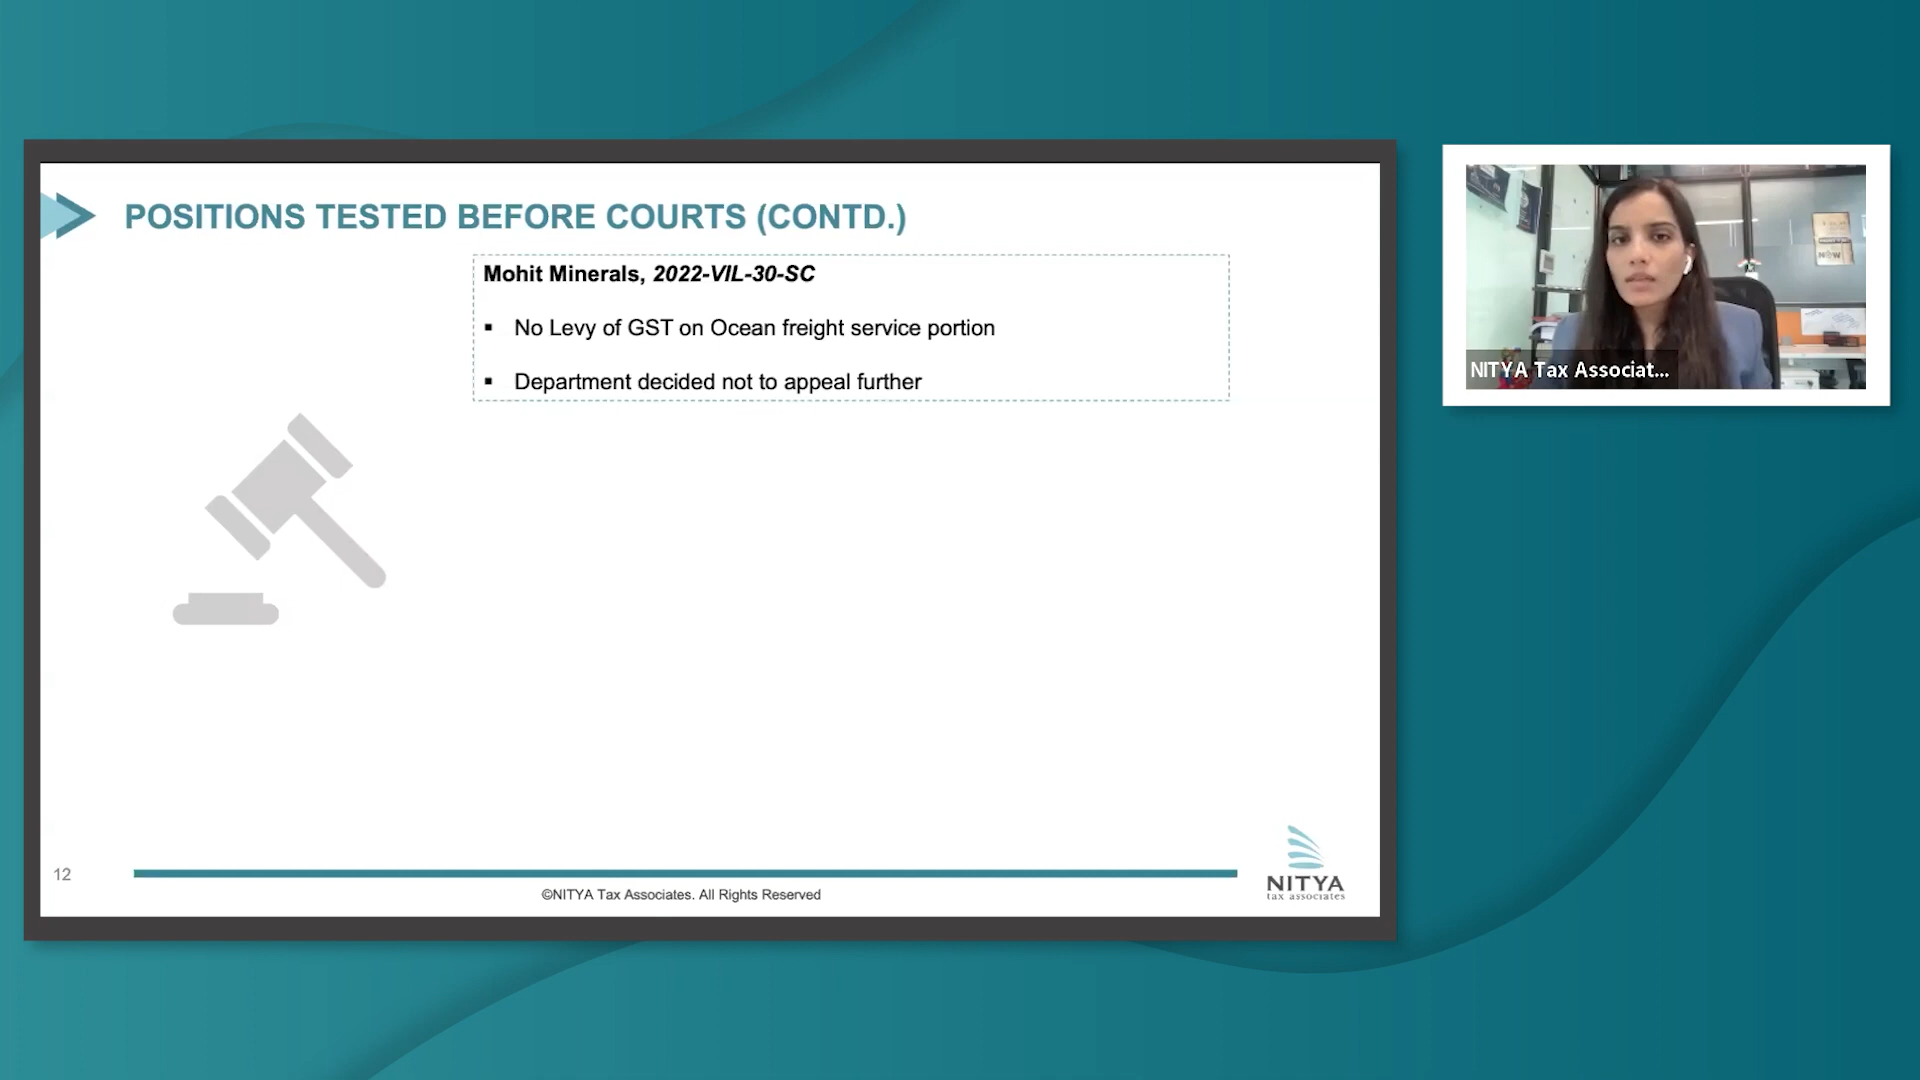 POSITIONS TESTED BEFORE COURTS (CONTD.)
Mohit Minerals, 2022-VIL-30-SC
▪ No Levy of GST on Ocean freight service portion
▪ Department decided not to appeal further
NITYA Tax Associat...
12
©NITYA Tax Associates. All Rights Reserved
NITYA
tax associates